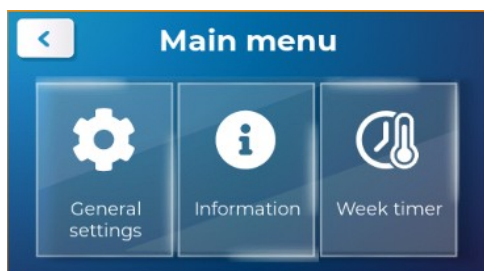 Main menu
General
settings
Information
Week timer